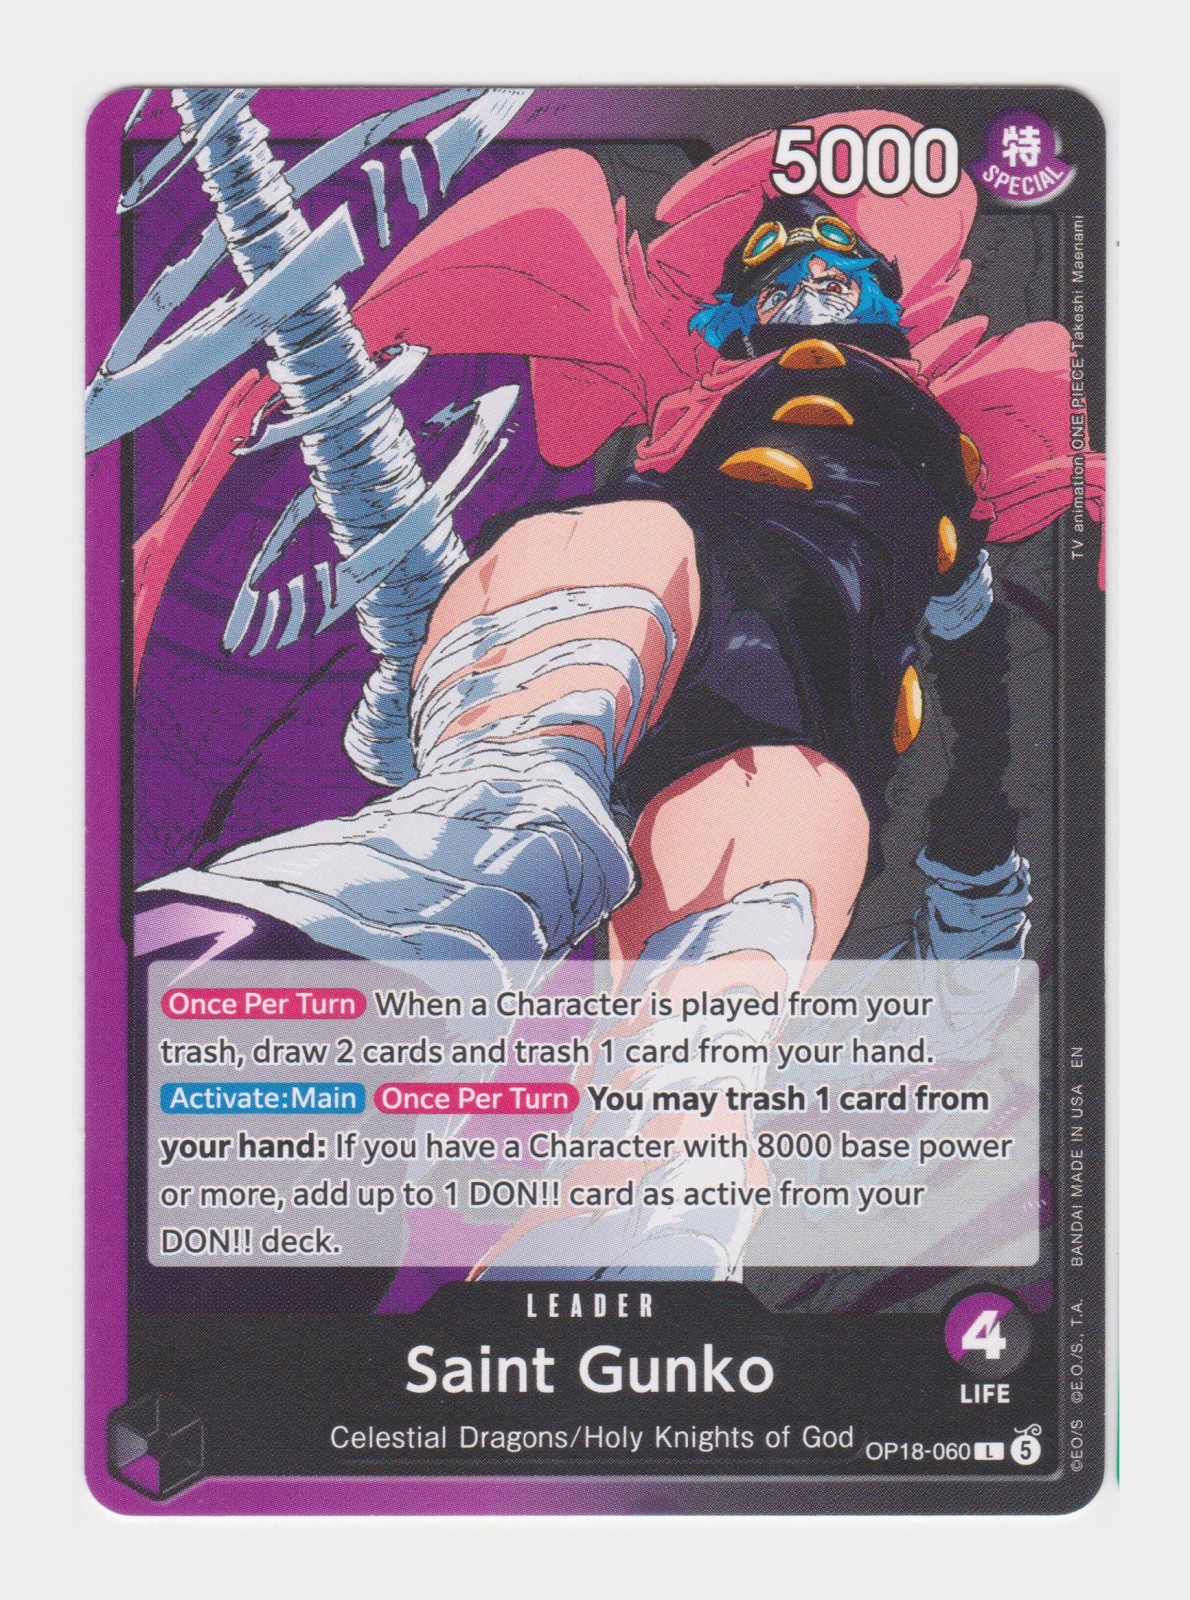 5000
特
SPECIAL
TV animation ONE PIECE Takeshi Maenami
Once Per Turn When a Character is played from your
trash, draw 2 cards and trash 1 card from your hand.
Activate:Main Once Per Turn You may trash 1 card from
your hand: If you have a Character with 8000 base power
or more, add up to 1 DON!! card as active from your
DON!! deck.
LEADER
Saint Gunko
4
LIFE
Celestial Dragons/Holy Knights of God
OP18-060 L 5
©EO/S ©E.O./S., T.A. BANDAI MADE IN USA EN